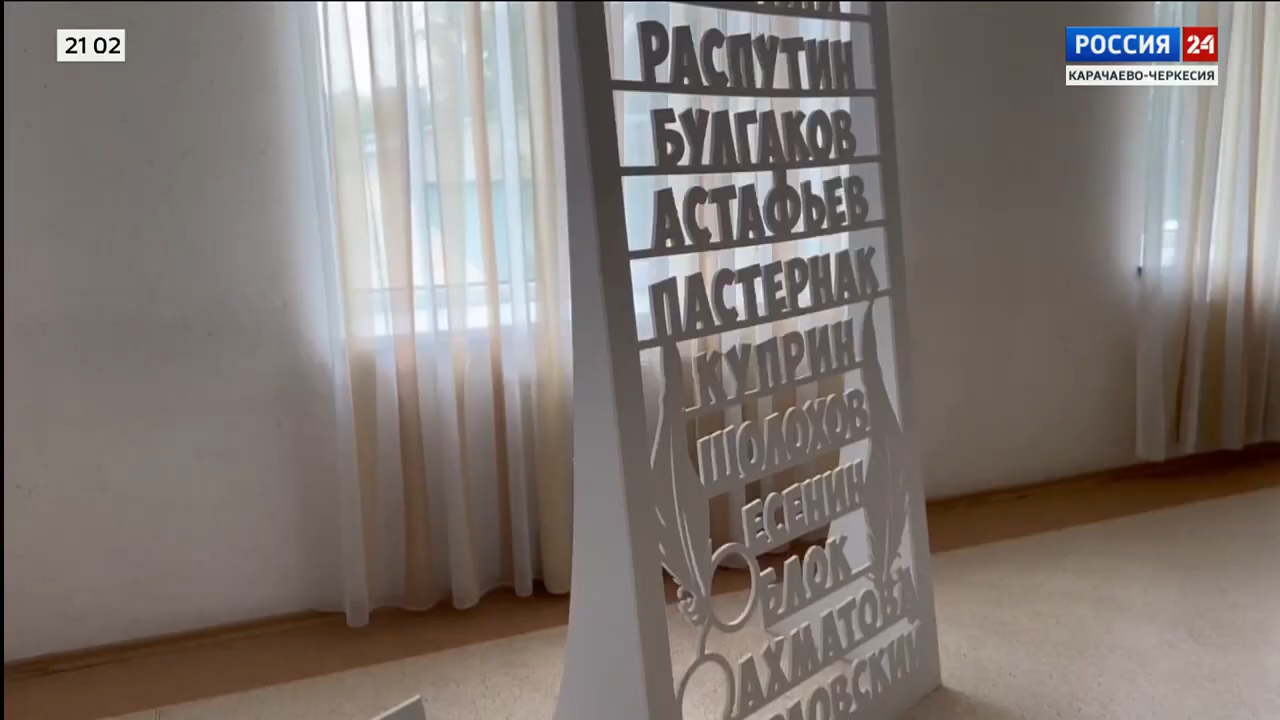 21 02
РОССИЯ 24
КАРАЧАЕВО-ЧЕРКЕСИЯ
РАСПУТИН
БУЛГАКОВ
АСТАФЬЕВ
ПАСТЕРНАК
КУПРИН
ШОЛОХОВ
ЕСЕНИН
БЛОК
АХМАТОВА